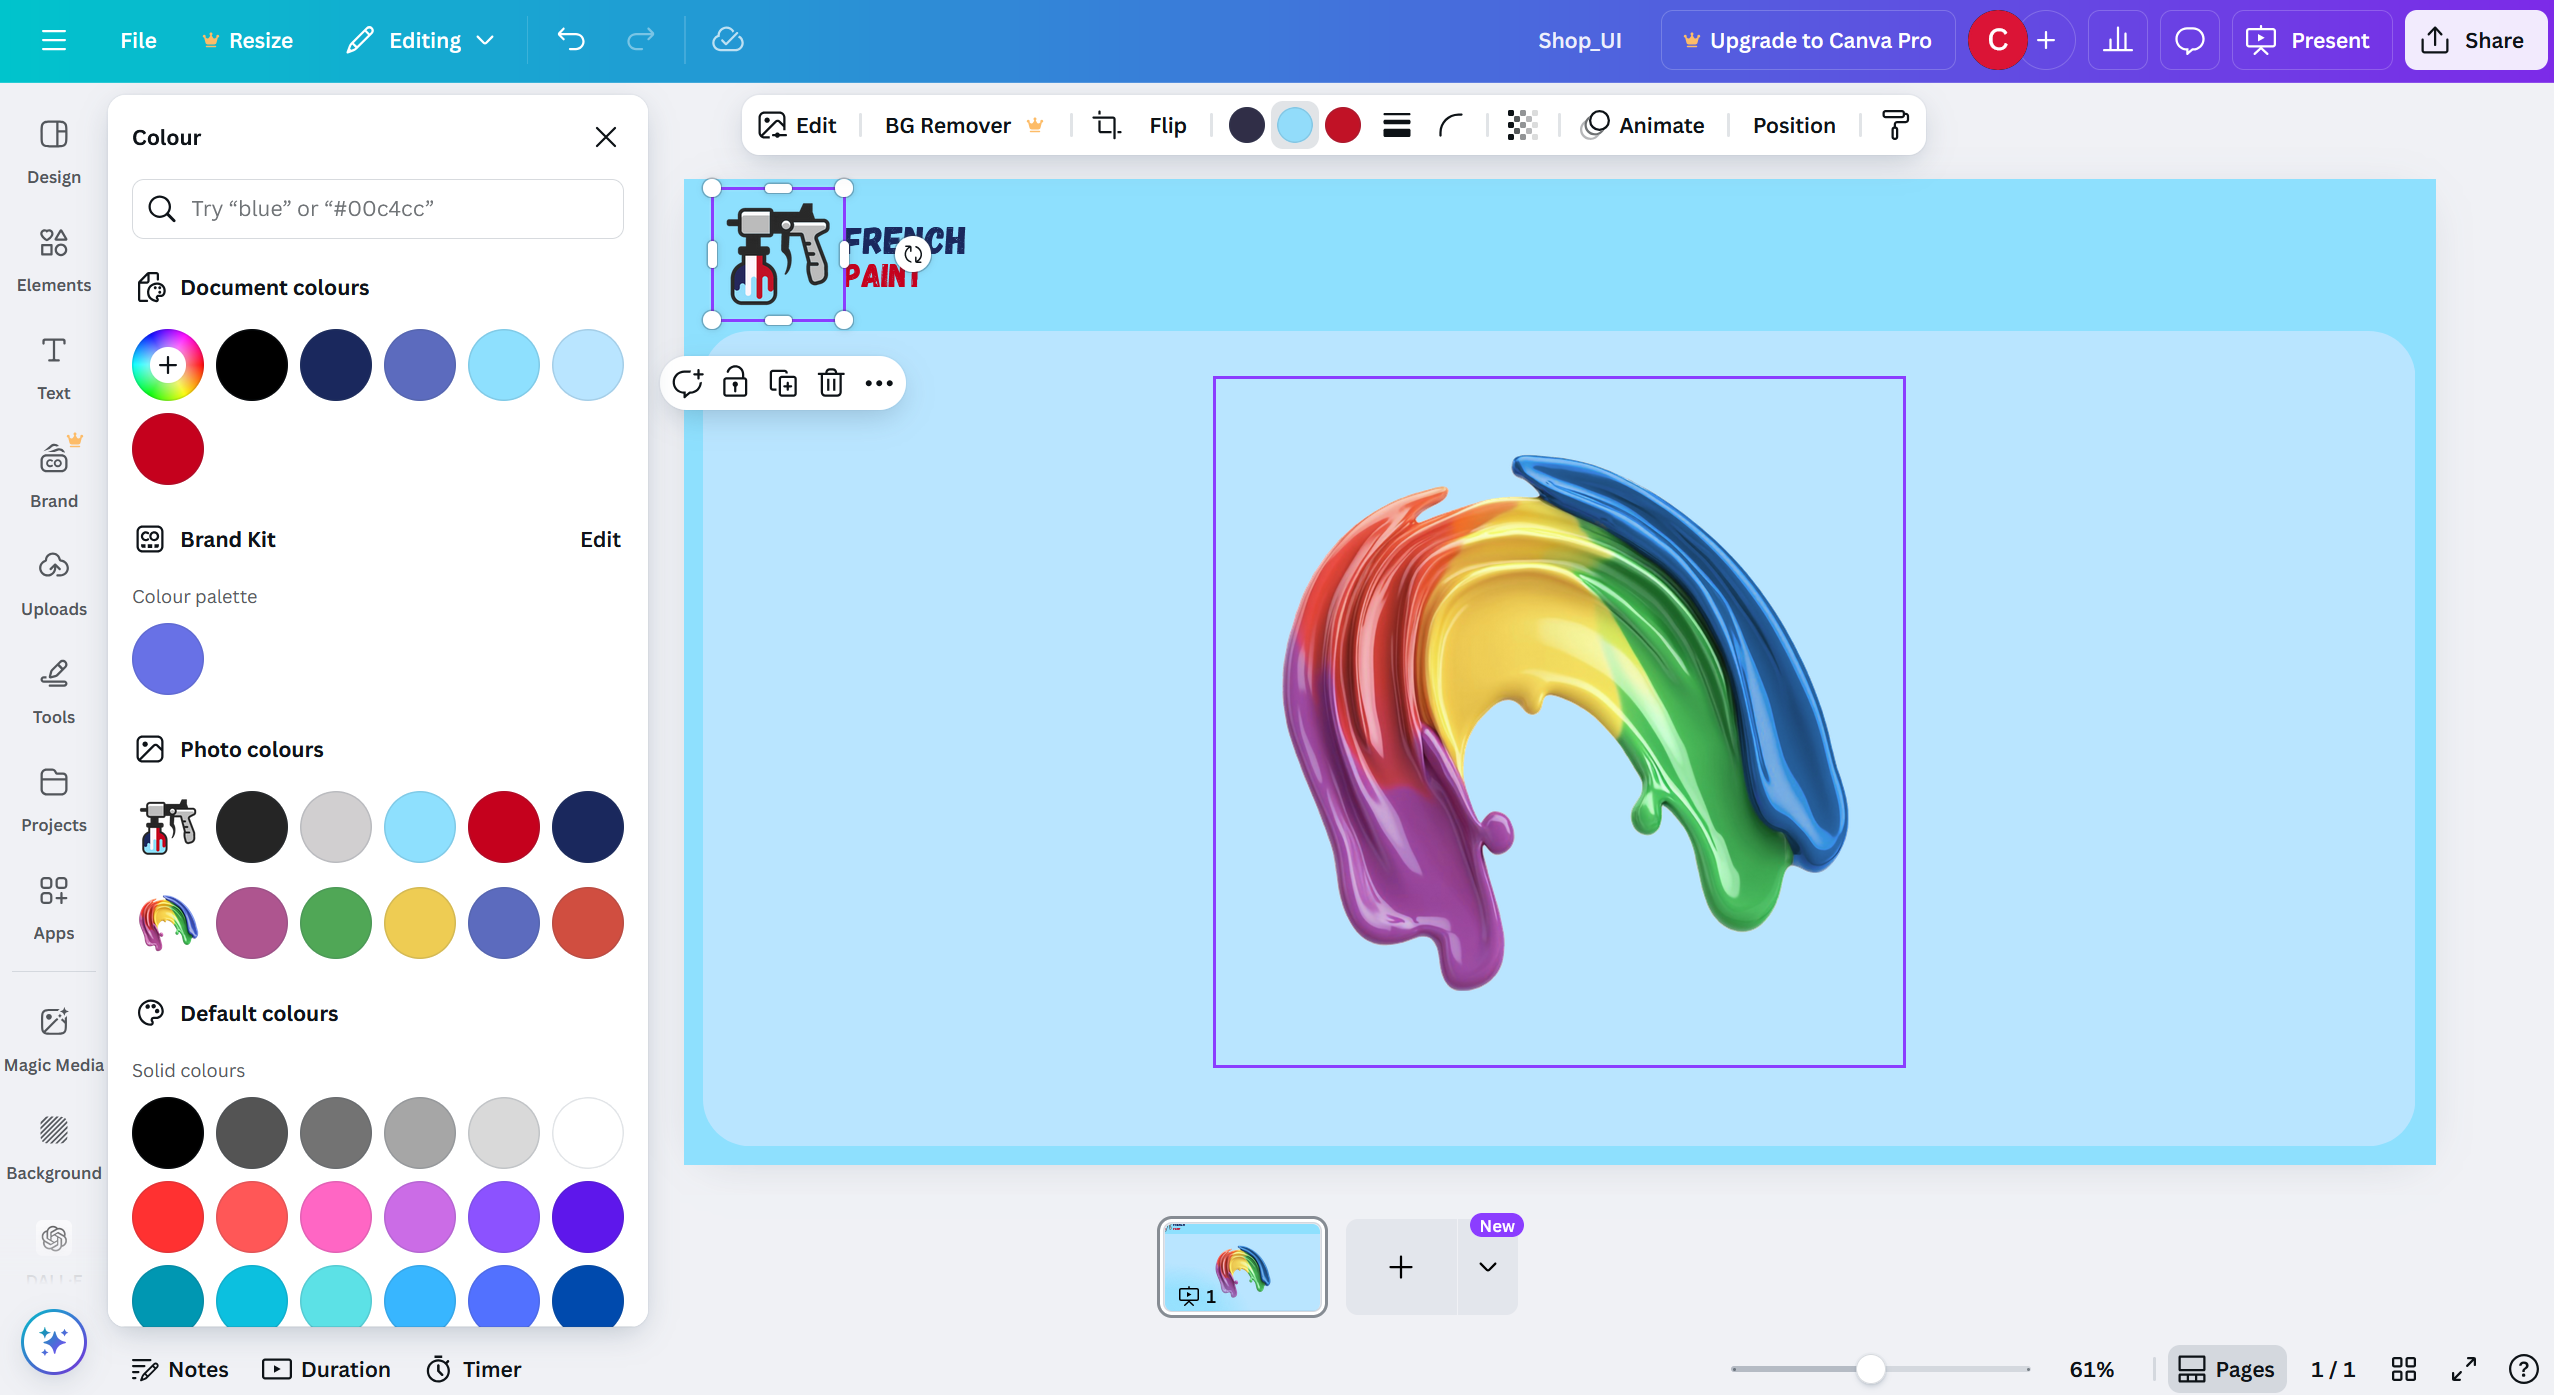 File
Resize
Editing
Shop_UI
Upgrade to Canva Pro
C
Present
Share
Design
Elements
Text
Brand
Uploads
Tools
Projects
Apps
Magic Media
Background
DALL·E
Colour
Try “blue” or “#00c4cc”
Document colours
Brand Kit
Edit
Colour palette
Photo colours
Default colours
Solid colours
Edit
BG Remover
Flip
Animate
Position
FRENCH
PAINT
1
New
Notes
Duration
Timer
61%
Pages
1 / 1